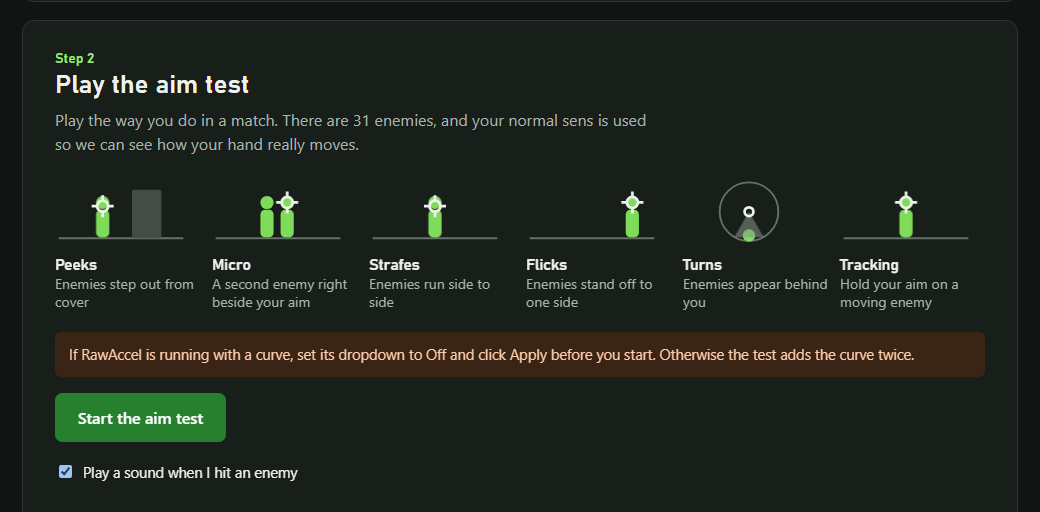 Step 2
Play the aim test
Play the way you do in a match. There are 31 enemies, and your normal sens is used
so we can see how your hand really moves.
Peeks
Enemies step out from
cover
Micro
A second enemy right
beside your aim
Strafes
Enemies run side to
side
Flicks
Enemies stand off to
one side
Turns
Enemies appear behind
you
Tracking
Hold your aim on a
moving enemy
If RawAccel is running with a curve, set its dropdown to Off and click Apply before you start. Otherwise the test adds the curve twice.
Start the aim test
Play a sound when I hit an enemy